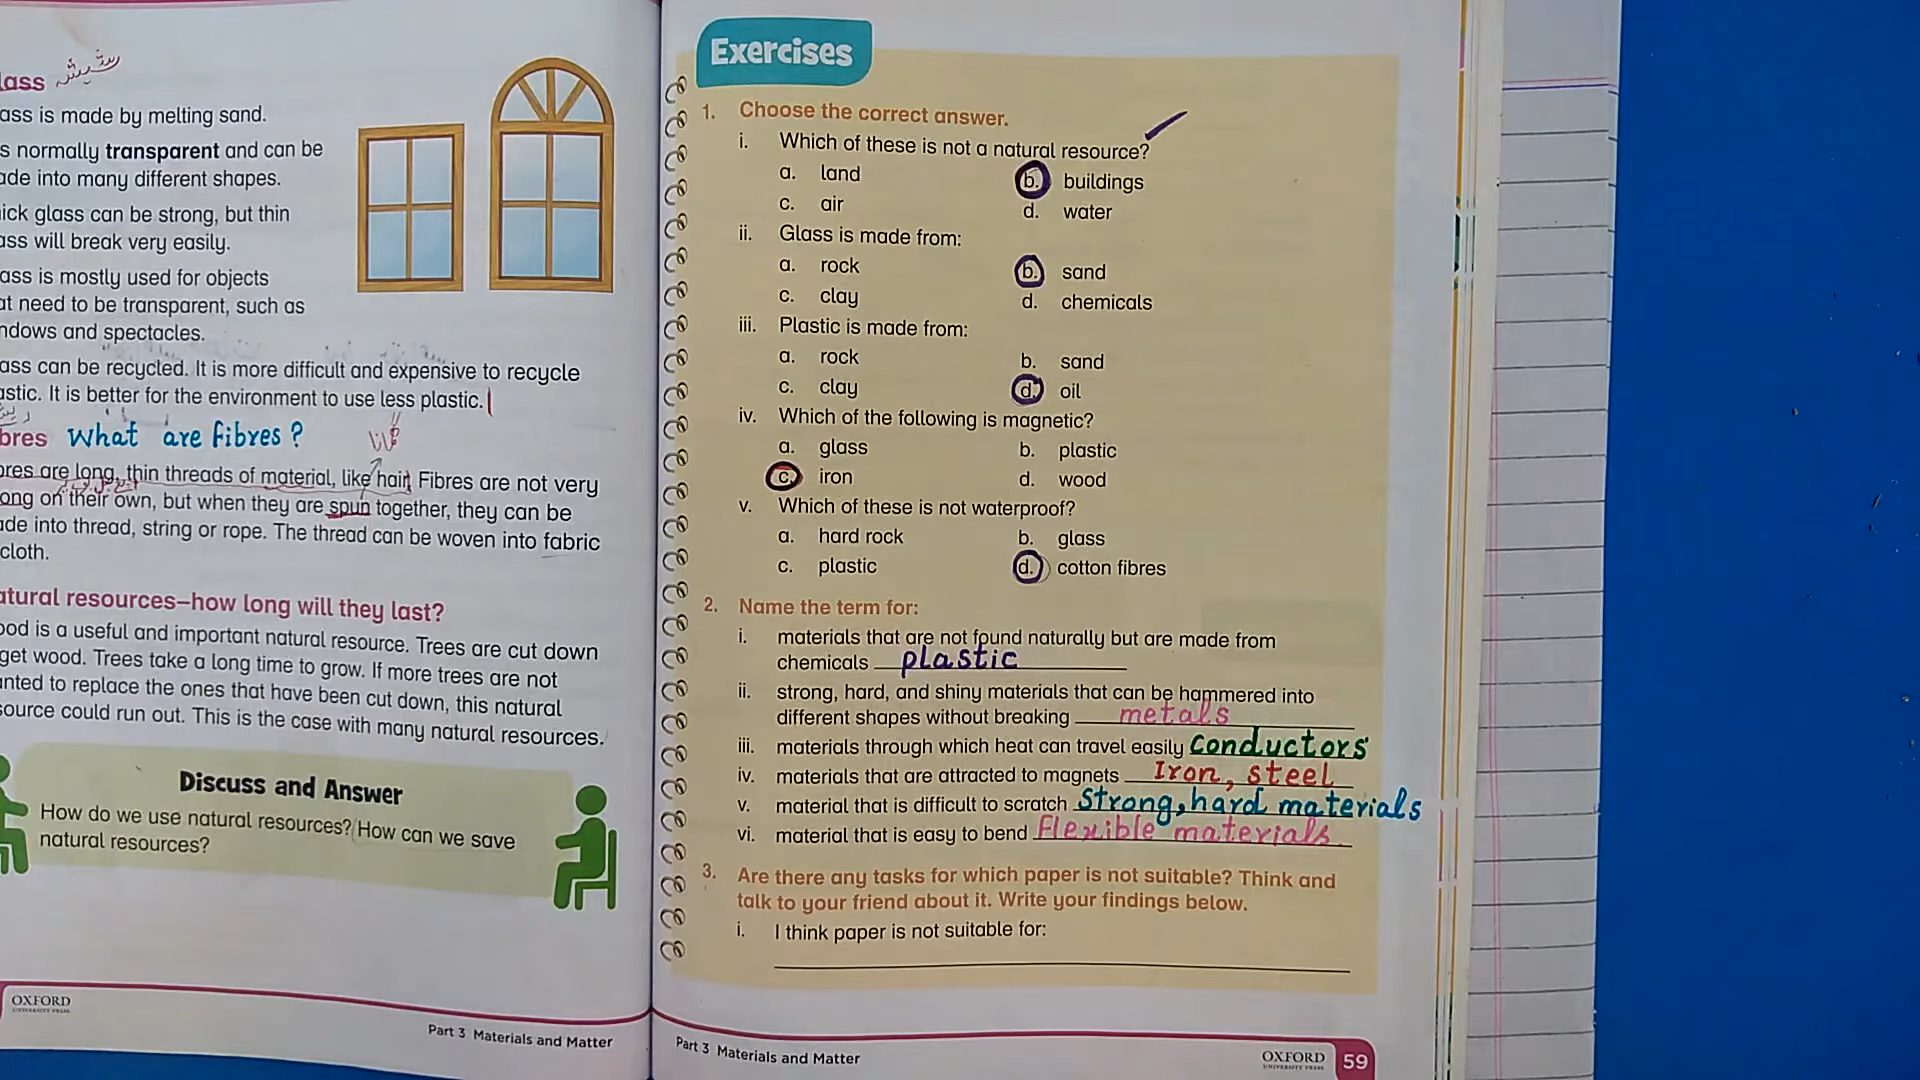 lass
ass is made by melting sand.
s normally transparent and can be
ade into many different shapes.
ick glass can be strong, but thin
ass will break very easily.
ass is mostly used for objects
at need to be transparent, such as
ndows and spectacles.
ass can be recycled. It is more difficult and expensive to recycle
astic. It is better for the environment to use less plastic.
bres What are fibres?
ores are long, thin threads of material, like hair. Fibres are not very
ong on their own, but when they are spun together, they can be
ade into thread, string or rope. The thread can be woven into fabric
cloth.
atural resources–how long will they last?
ood is a useful and important natural resource. Trees are cut down
get wood. Trees take a long time to grow. If more trees are not
anted to replace the ones that have been cut down, this natural
source could run out. This is the case with many natural resources.
Discuss and Answer
How do we use natural resources? How can we save
natural resources?
OXFORD
UNIVERSITY PRESS
Part 3 Materials and Matter
Exercises
1. Choose the correct answer.
i. Which of these is not a natural resource?
a. land b. buildings
c. air d. water
ii. Glass is made from:
a. rock b. sand
c. clay d. chemicals
iii. Plastic is made from:
a. rock b. sand
c. clay d. oil
iv. Which of the following is magnetic?
a. glass b. plastic
c. iron d. wood
v. Which of these is not waterproof?
a. hard rock b. glass
c. plastic d. cotton fibres
2. Name the term for:
i. materials that are not found naturally but are made from
chemicals plastic
ii. strong, hard, and shiny materials that can be hammered into
different shapes without breaking metals
iii. materials through which heat can travel easily conductors
iv. materials that are attracted to magnets Iron, steel
v. material that is difficult to scratch Strong, hard materials
vi. material that is easy to bend Flexible materials
3. Are there any tasks for which paper is not suitable? Think and
talk to your friend about it. Write your findings below.
i. I think paper is not suitable for:
Part 3 Materials and Matter
OXFORD
UNIVERSITY PRESS
59